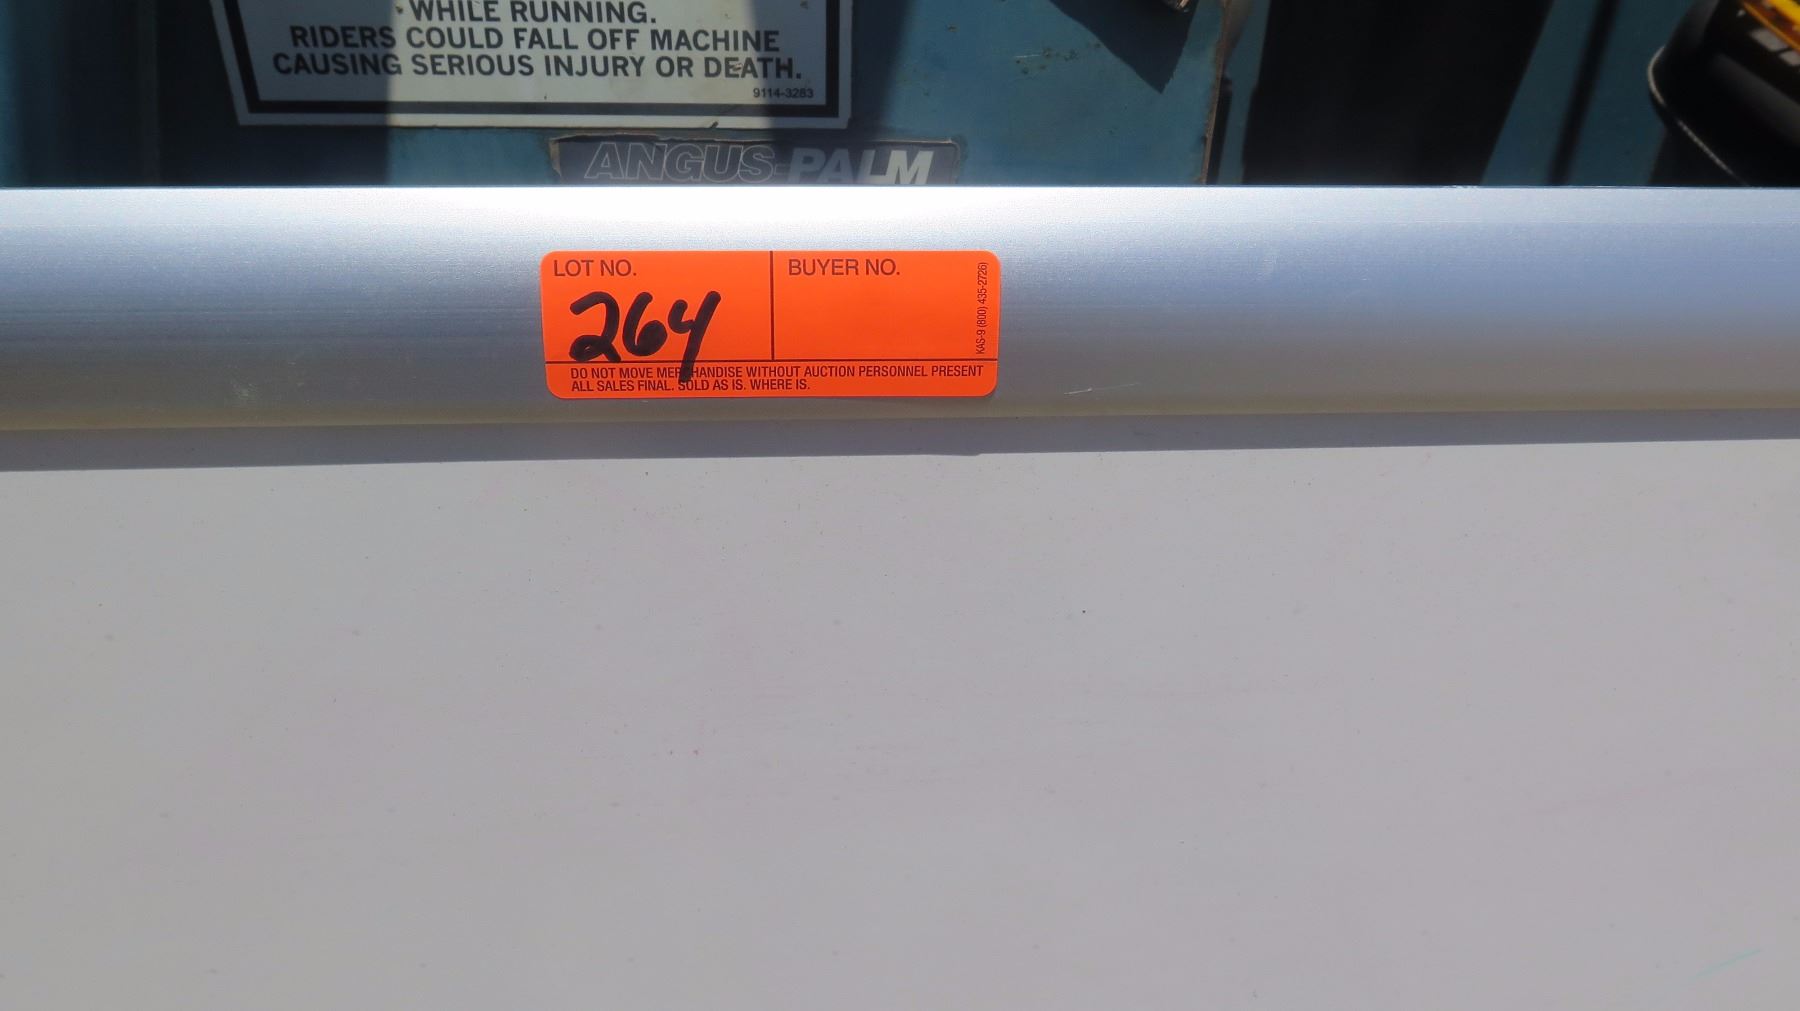 WHILE RUNNING.
RIDERS COULD FALL OFF MACHINE
CAUSING SERIOUS INJURY OR DEATH.
9114-3283
ANGUS-PALM
LOT NO.
264
BUYER NO.
KAS-9 (800) 435-2726)
DO NOT MOVE MERCHANDISE WITHOUT AUCTION PERSONNEL PRESENT
ALL SALES FINAL. SOLD AS IS. WHERE IS.